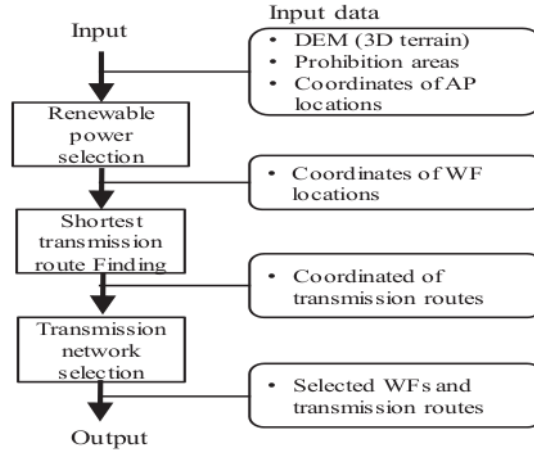 Input data
Input
• DEM (3D terrain)
• Prohibition areas
• Coordinates of AP
locations
Renewable
power
selection
• Coordinates of WF
locations
Shortest
transmission
route Finding
• Coordinated of
transmission routes
Transmission
network
selection
• Selected WFs and
transmission routes
Output